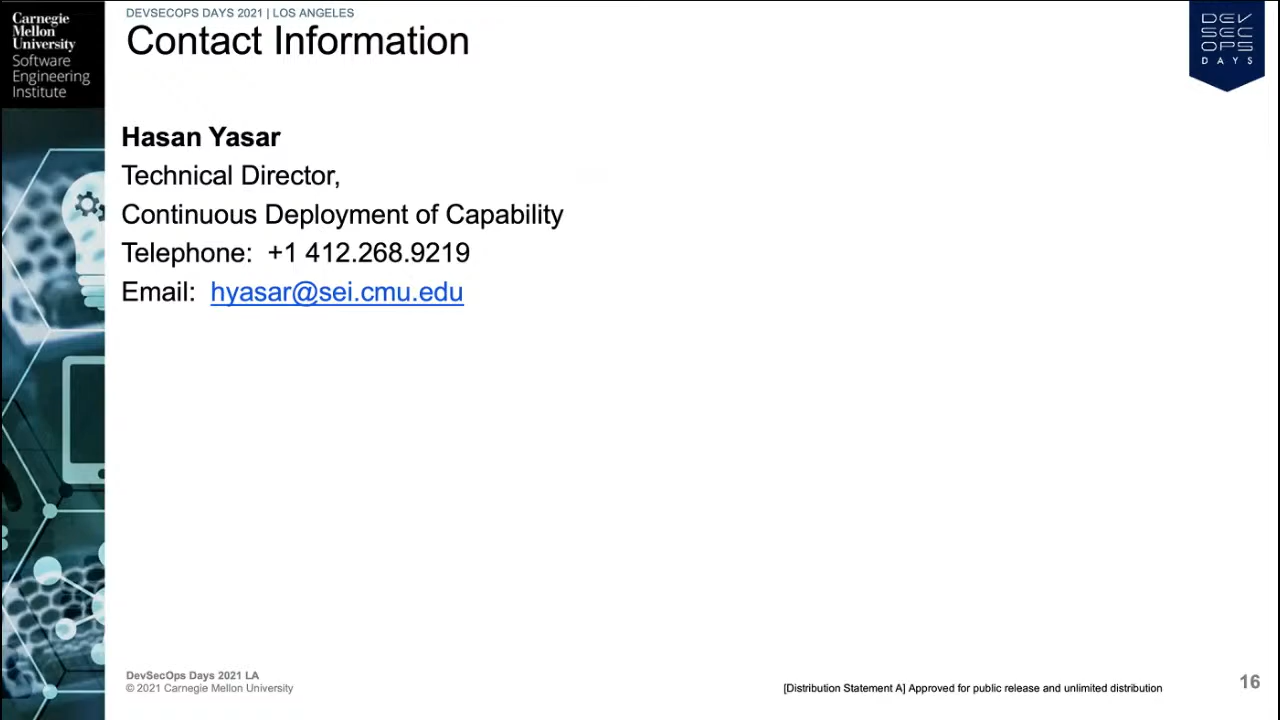 Carnegie
Mellon
University
Software
Engineering
Institute
DEVSECOPS DAYS 2021 | LOS ANGELES
Contact Information
DEV
SEC
OPS
DAYS
Hasan Yasar
Technical Director,
Continuous Deployment of Capability
Telephone: +1 412.268.9219
Email: hyasar@sei.cmu.edu
DevSecOps Days 2021 LA
© 2021 Carnegie Mellon University
[Distribution Statement A] Approved for public release and unlimited distribution
16